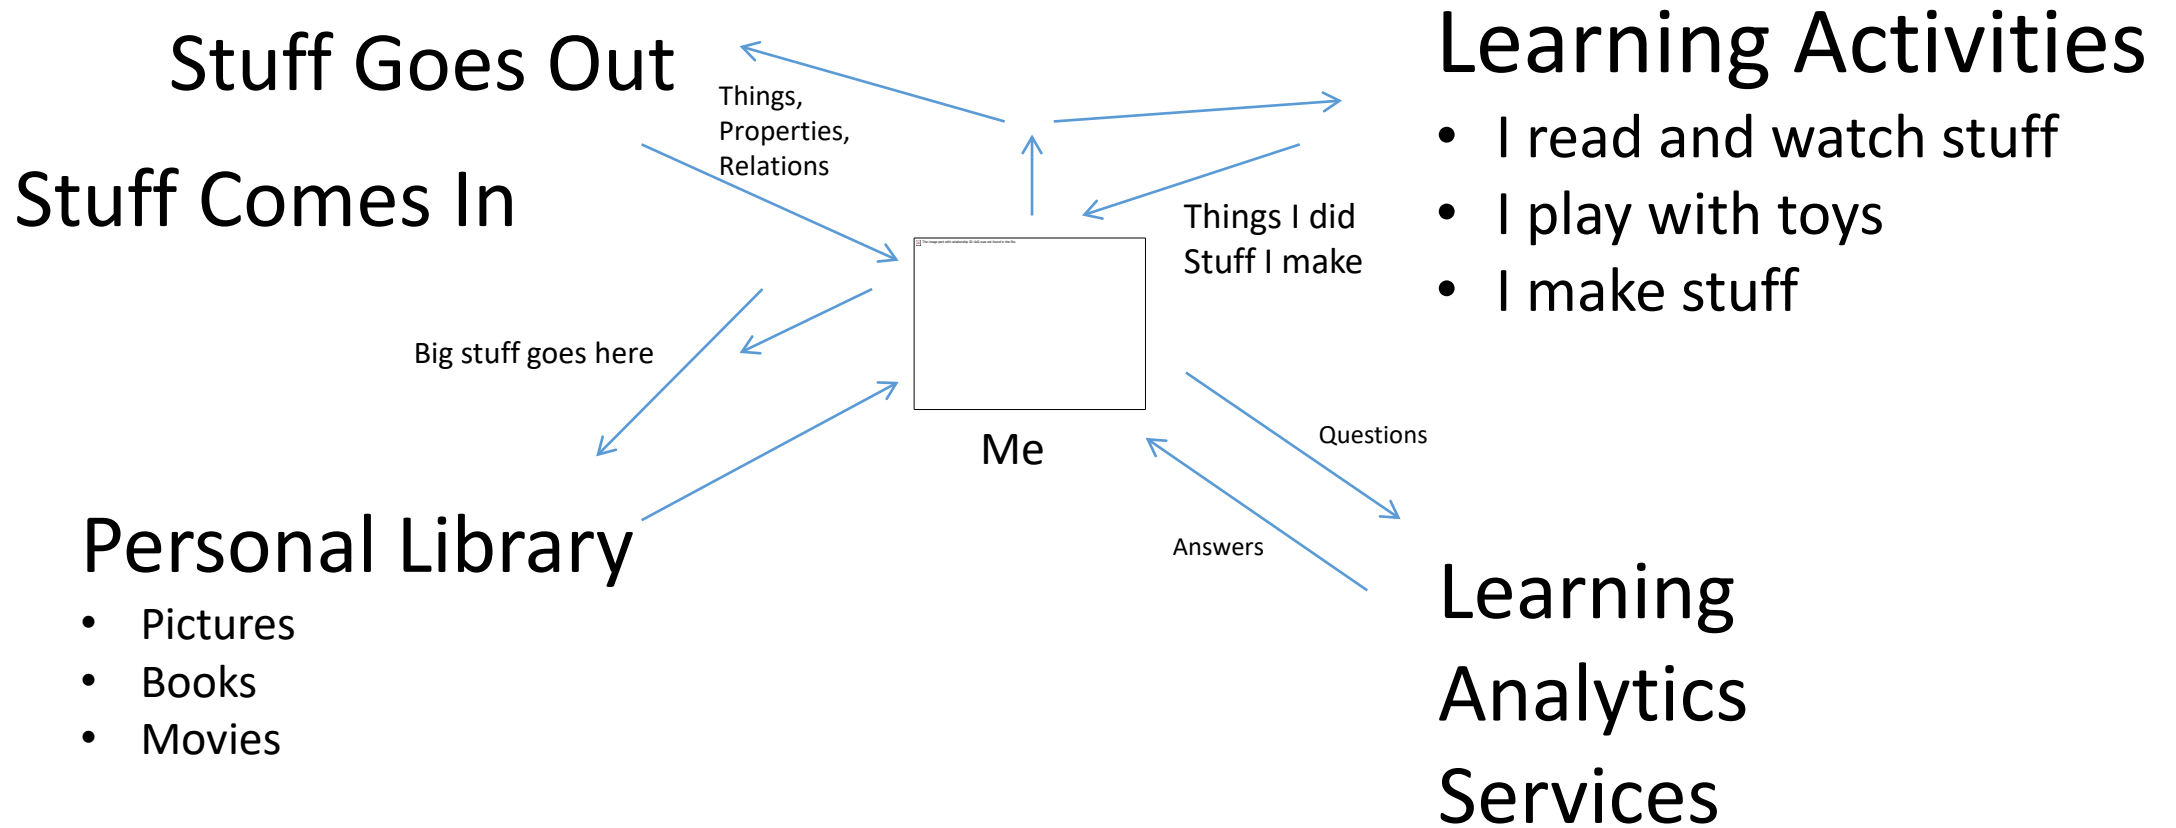 Stuff Goes Out
Stuff Comes In
Things,
Properties,
Relations
Learning Activities
• I read and watch stuff
• I play with toys
• I make stuff
Things I did
Stuff I make
Big stuff goes here
Me
Questions
Answers
Personal Library
• Pictures
• Books
• Movies
Learning
Analytics
Services